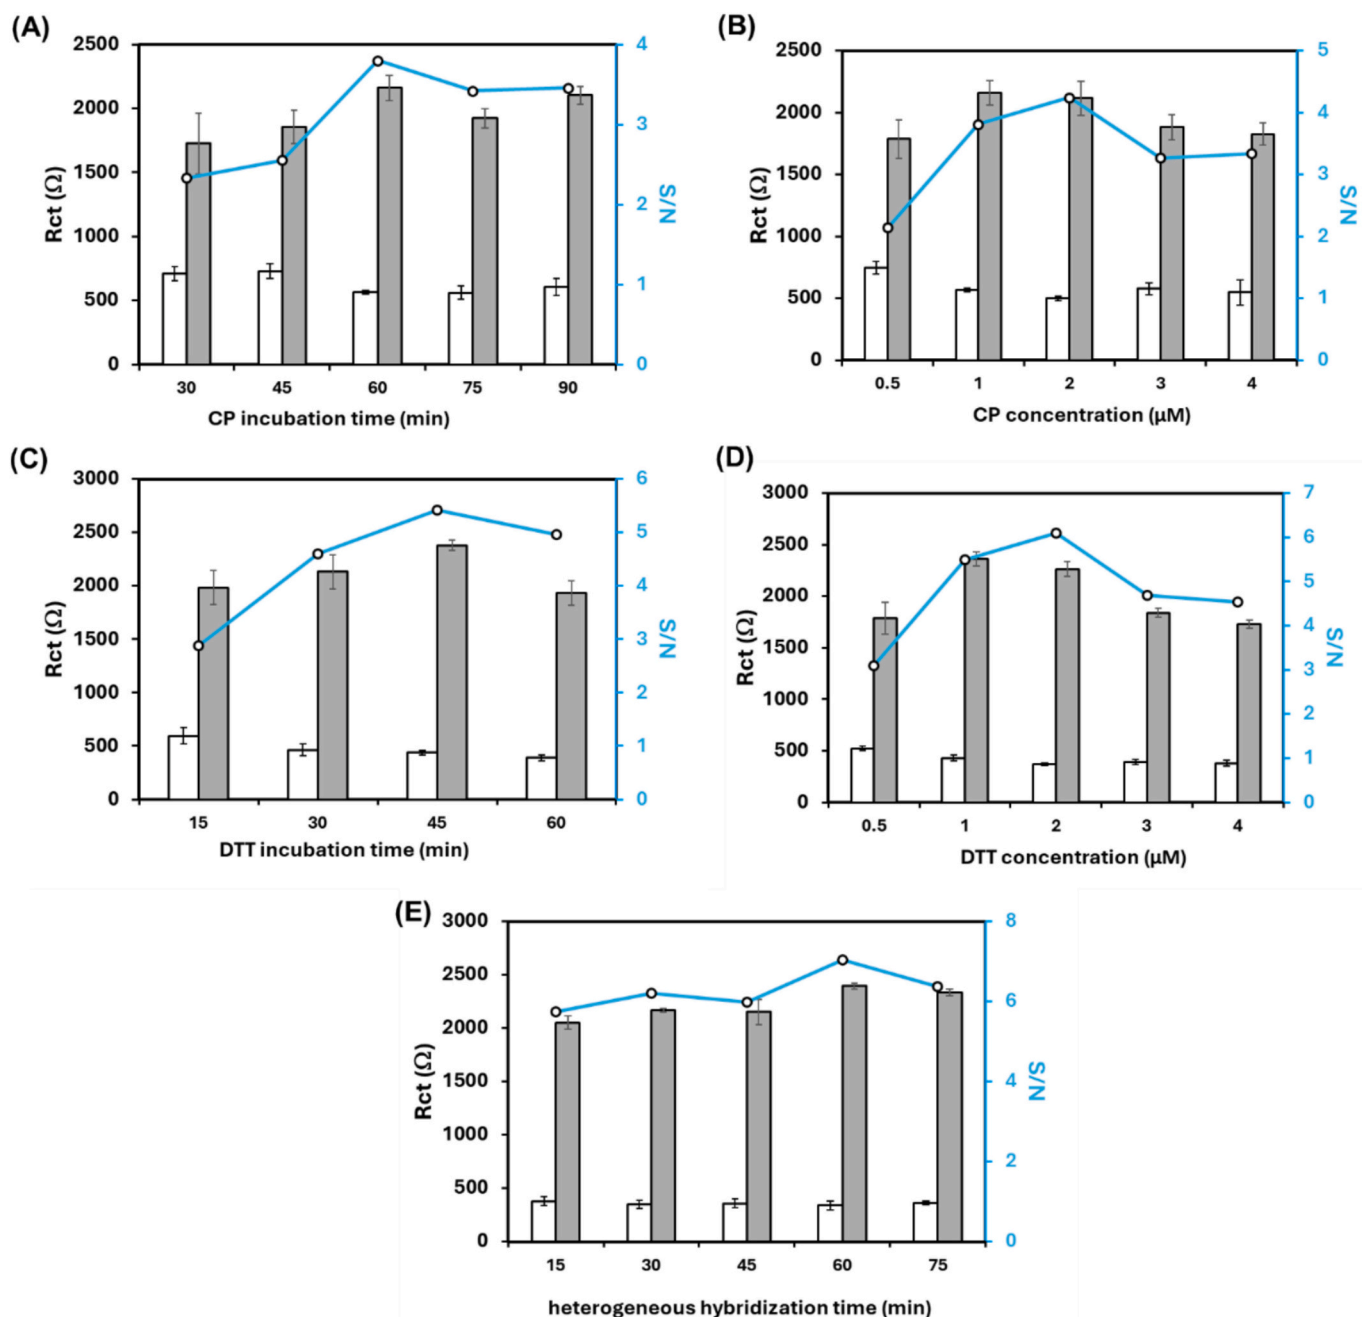 (A)
2500
2000
1500
1000
500
0
Rct (Ω)
4
3
2
1
0
S/N
30 45 60 75 90
CP incubation time (min)
(B)
2500
2000
1500
1000
500
0
Rct (Ω)
5
4
3
2
1
0
S/N
0.5 1 2 3 4
CP concentration (μM)
(C)
3000
2500
2000
1500
1000
500
0
Rct (Ω)
6
5
4
3
2
1
0
S/N
15 30 45 60
DTT incubation time (min)
(D)
3000
2500
2000
1500
1000
500
0
Rct (Ω)
7
6
5
4
3
2
1
0
S/N
0.5 1 2 3 4
DTT concentration (μM)
(E)
3000
2500
2000
1500
1000
500
0
Rct (Ω)
8
6
4
2
0
S/N
15 30 45 60 75
heterogeneous hybridization time (min)